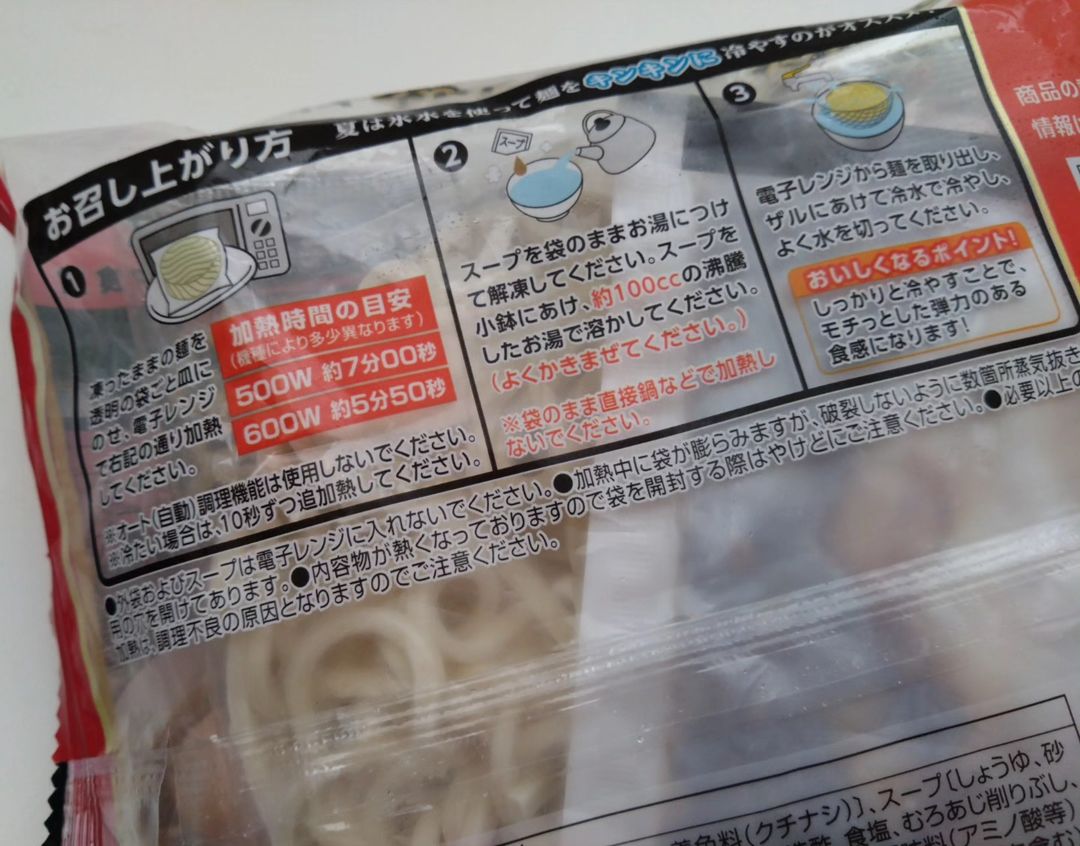 お召し上がり方
夏は氷水を使って麺をキンキンに冷やすのがオススメ!
1
凍ったままの麺を
透明の袋ごと皿に
のせ、電子レンジ
で右記の通り加熱
してください。
加熱時間の目安
(機種により多少異なります)
500W 約7分00秒
600W 約5分50秒
※オート(自動)調理機能は使用しないでください。
※冷たい場合は、10秒ずつ追加熱してください。
2
スープ
スープを袋のままお湯につけ
て解凍してください。スープを
小鉢にあけ、約100ccの沸騰
したお湯で溶かしてください。
(よくかきまぜてください。)
※袋のまま直接鍋などで加熱し
ないでください。
3
電子レンジから麺を取り出し、
ザルにあけて冷水で冷やし、
よく水を切ってください。
おいしくなるポイント!
しっかりと冷やすことで、
モチっとした弾力のある
食感になります!
●外袋およびスープは電子レンジに入れないでください。●加熱中に袋が膨らみますが、破裂しないように数箇所蒸気抜き
用の穴を開けてあります。●内容物が熱くなっておりますので袋を開封する際はやけどにご注意ください。●必要以上の
加熱は、調理不良の原因となりますのでご注意ください。
商品の
情報は
(クチナシ)〕、スープ〔しょうゆ、砂
食塩、むろあじ削りぶし、
(アミノ酸等)